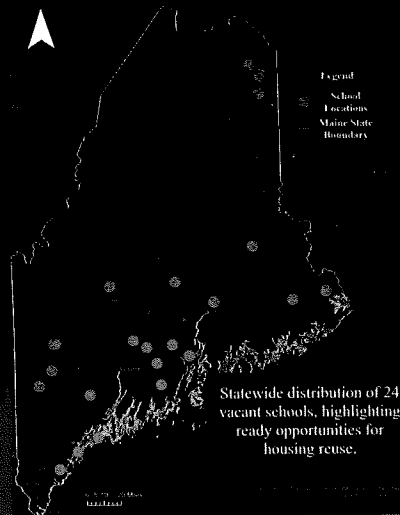 Legend
School
Locations
Maine State
Boundary
Statewide distribution of 24
vacant schools, highlighting
ready opportunities for
housing reuse.